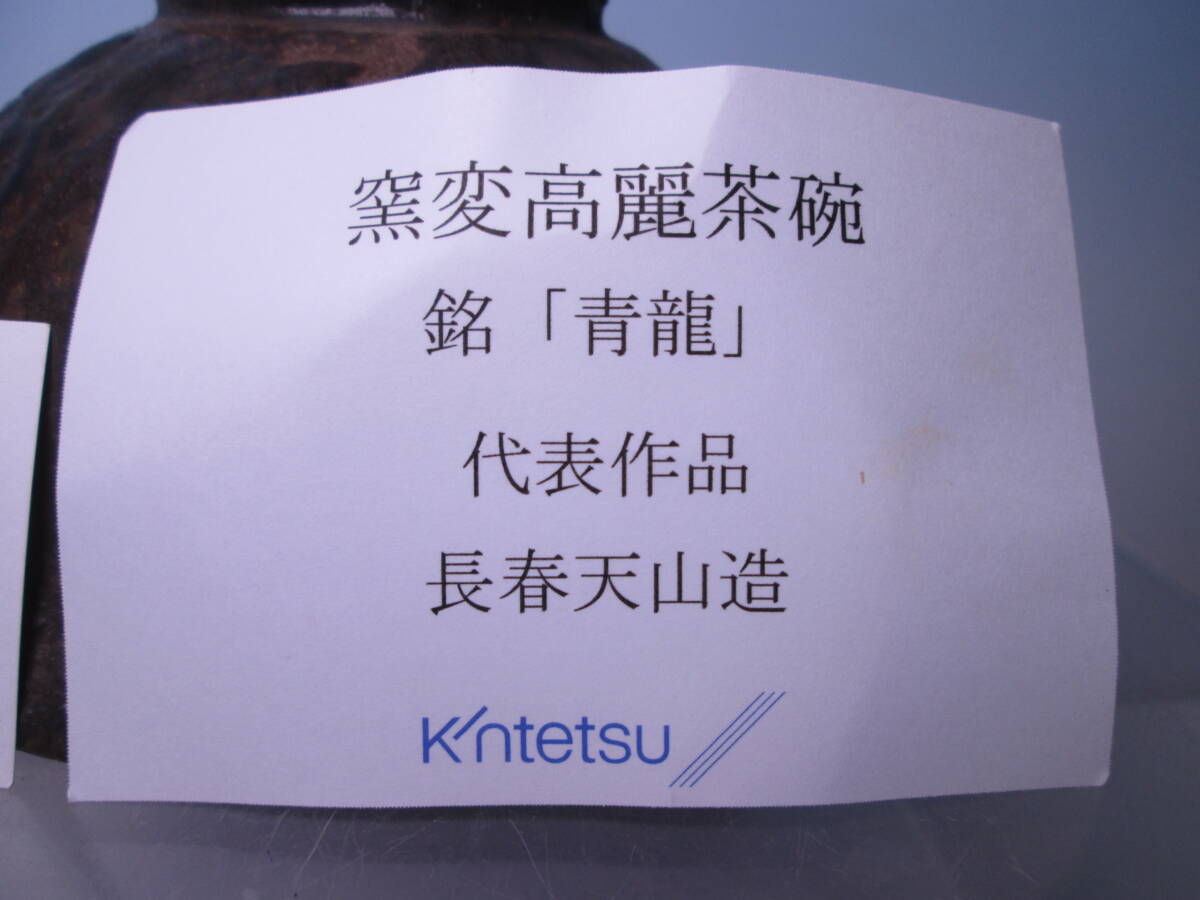 窯変高麗茶碗
銘「青龍」
代表作品
長春天山造
Kintetsu